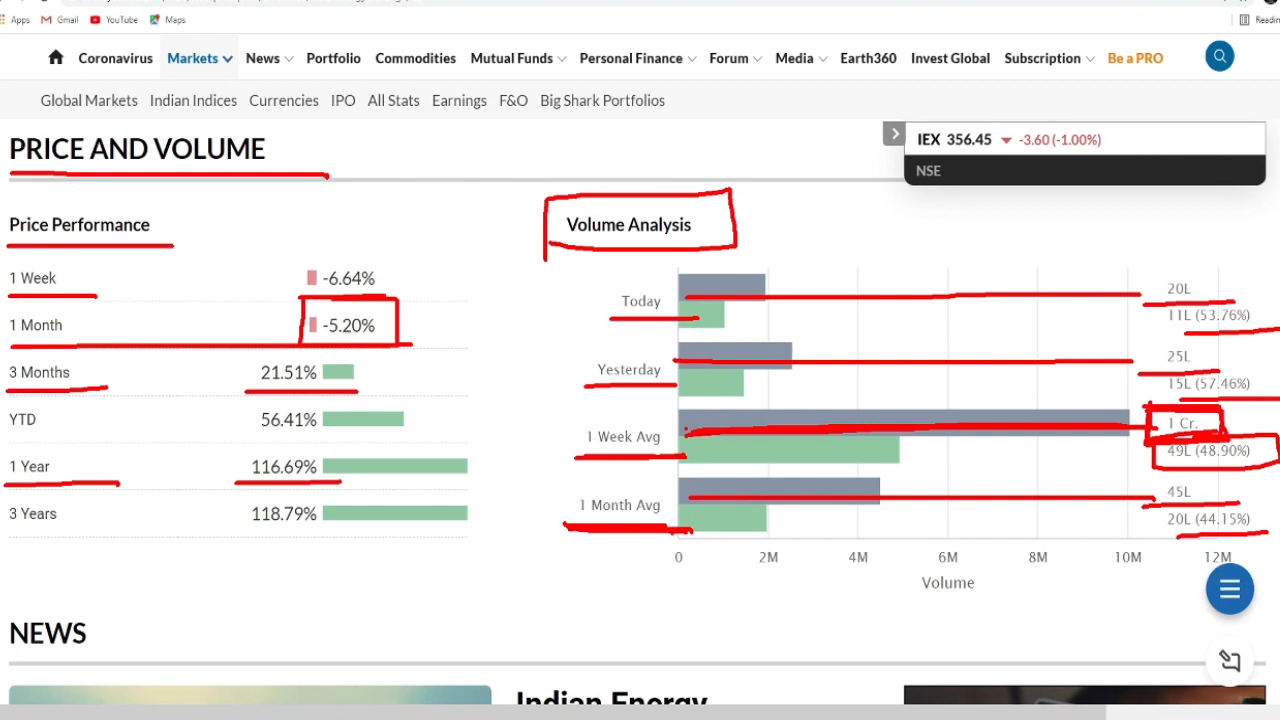 Apps Gmail YouTube Maps
Coronavirus Markets News Portfolio Commodities Mutual Funds Personal Finance Forum Media Earth360 Invest Global Subscription Be a PRO
Global Markets Indian Indices Currencies IPO All Stats Earnings F&O Big Shark Portfolios
PRICE AND VOLUME
IEX 356.45 -3.60 (-1.00%)
NSE
Price Performance
1 Week -6.64%
1 Month -5.20%
3 Months 21.51%
YTD 56.41%
1 Year 116.69%
3 Years 118.79%
Volume Analysis
Today
20L
11L (53.76%)
Yesterday
25L
15L (57.46%)
1 Week Avg
1 Cr.
49L (48.90%)
1 Month Avg
45L
20L (44.15%)
0 2M 4M 6M 8M 10M 12M
Volume
NEWS
Indian Energy